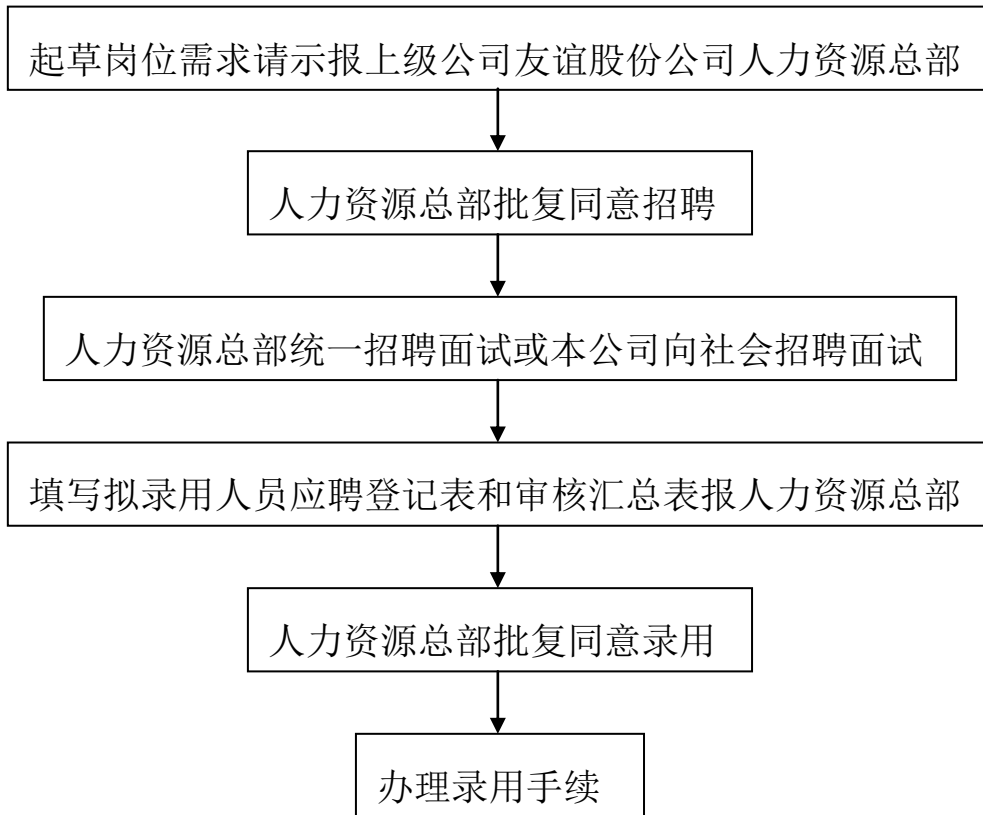 起草岗位需求请示报上级公司友谊股份公司人力资源总部
人力资源总部批复同意招聘
人力资源总部统一招聘面试或本公司向社会招聘面试
填写拟录用人员应聘登记表和审核汇总表报人力资源总部
人力资源总部批复同意录用
办理录用手续